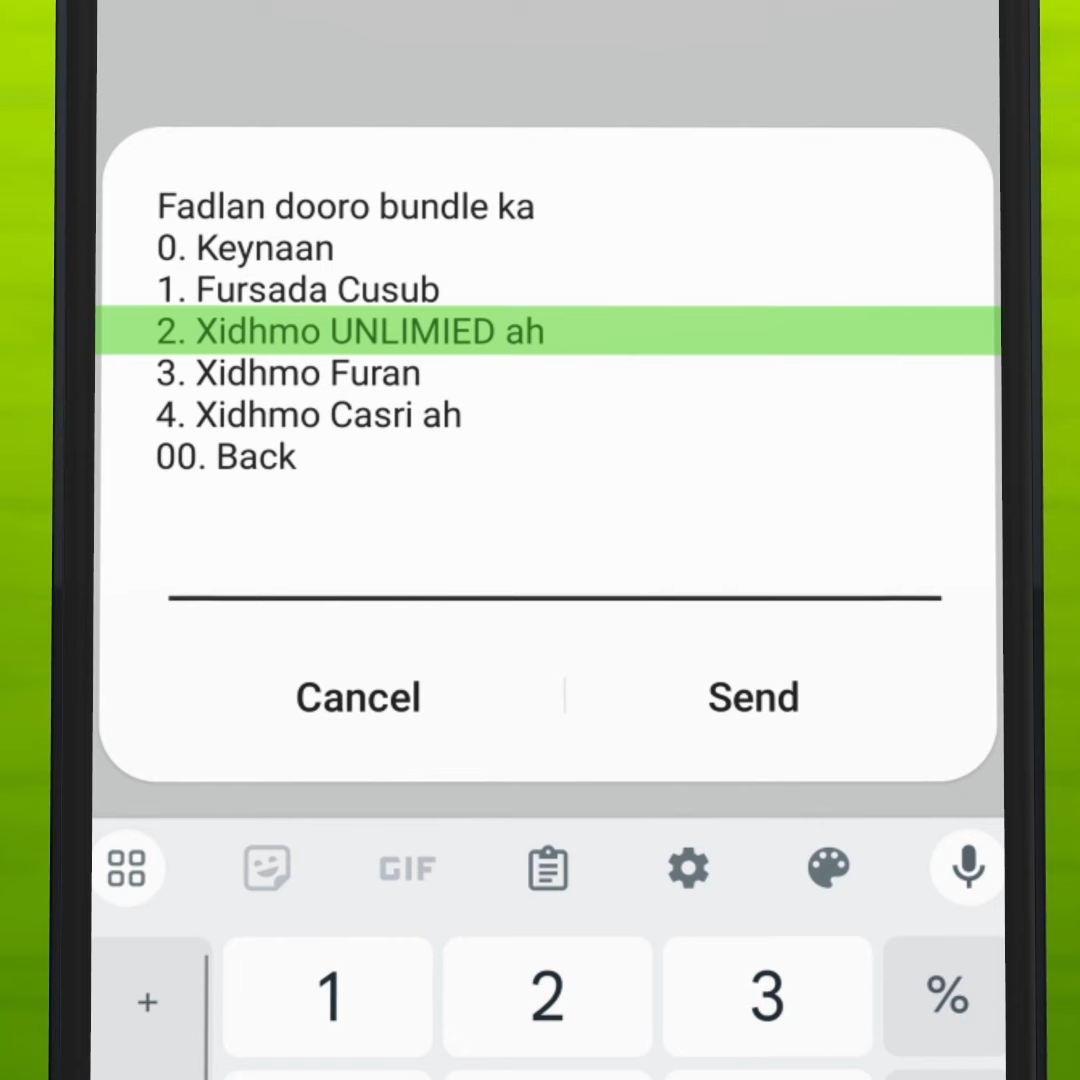 Fadlan dooro bundle ka
0. Keynaan
1. Fursada Cusub
2. Xidhmo UNLIMIED ah
3. Xidhmo Furan
4. Xidhmo Casri ah
00. Back
Cancel
Send
GIF
+
1
2
3
%